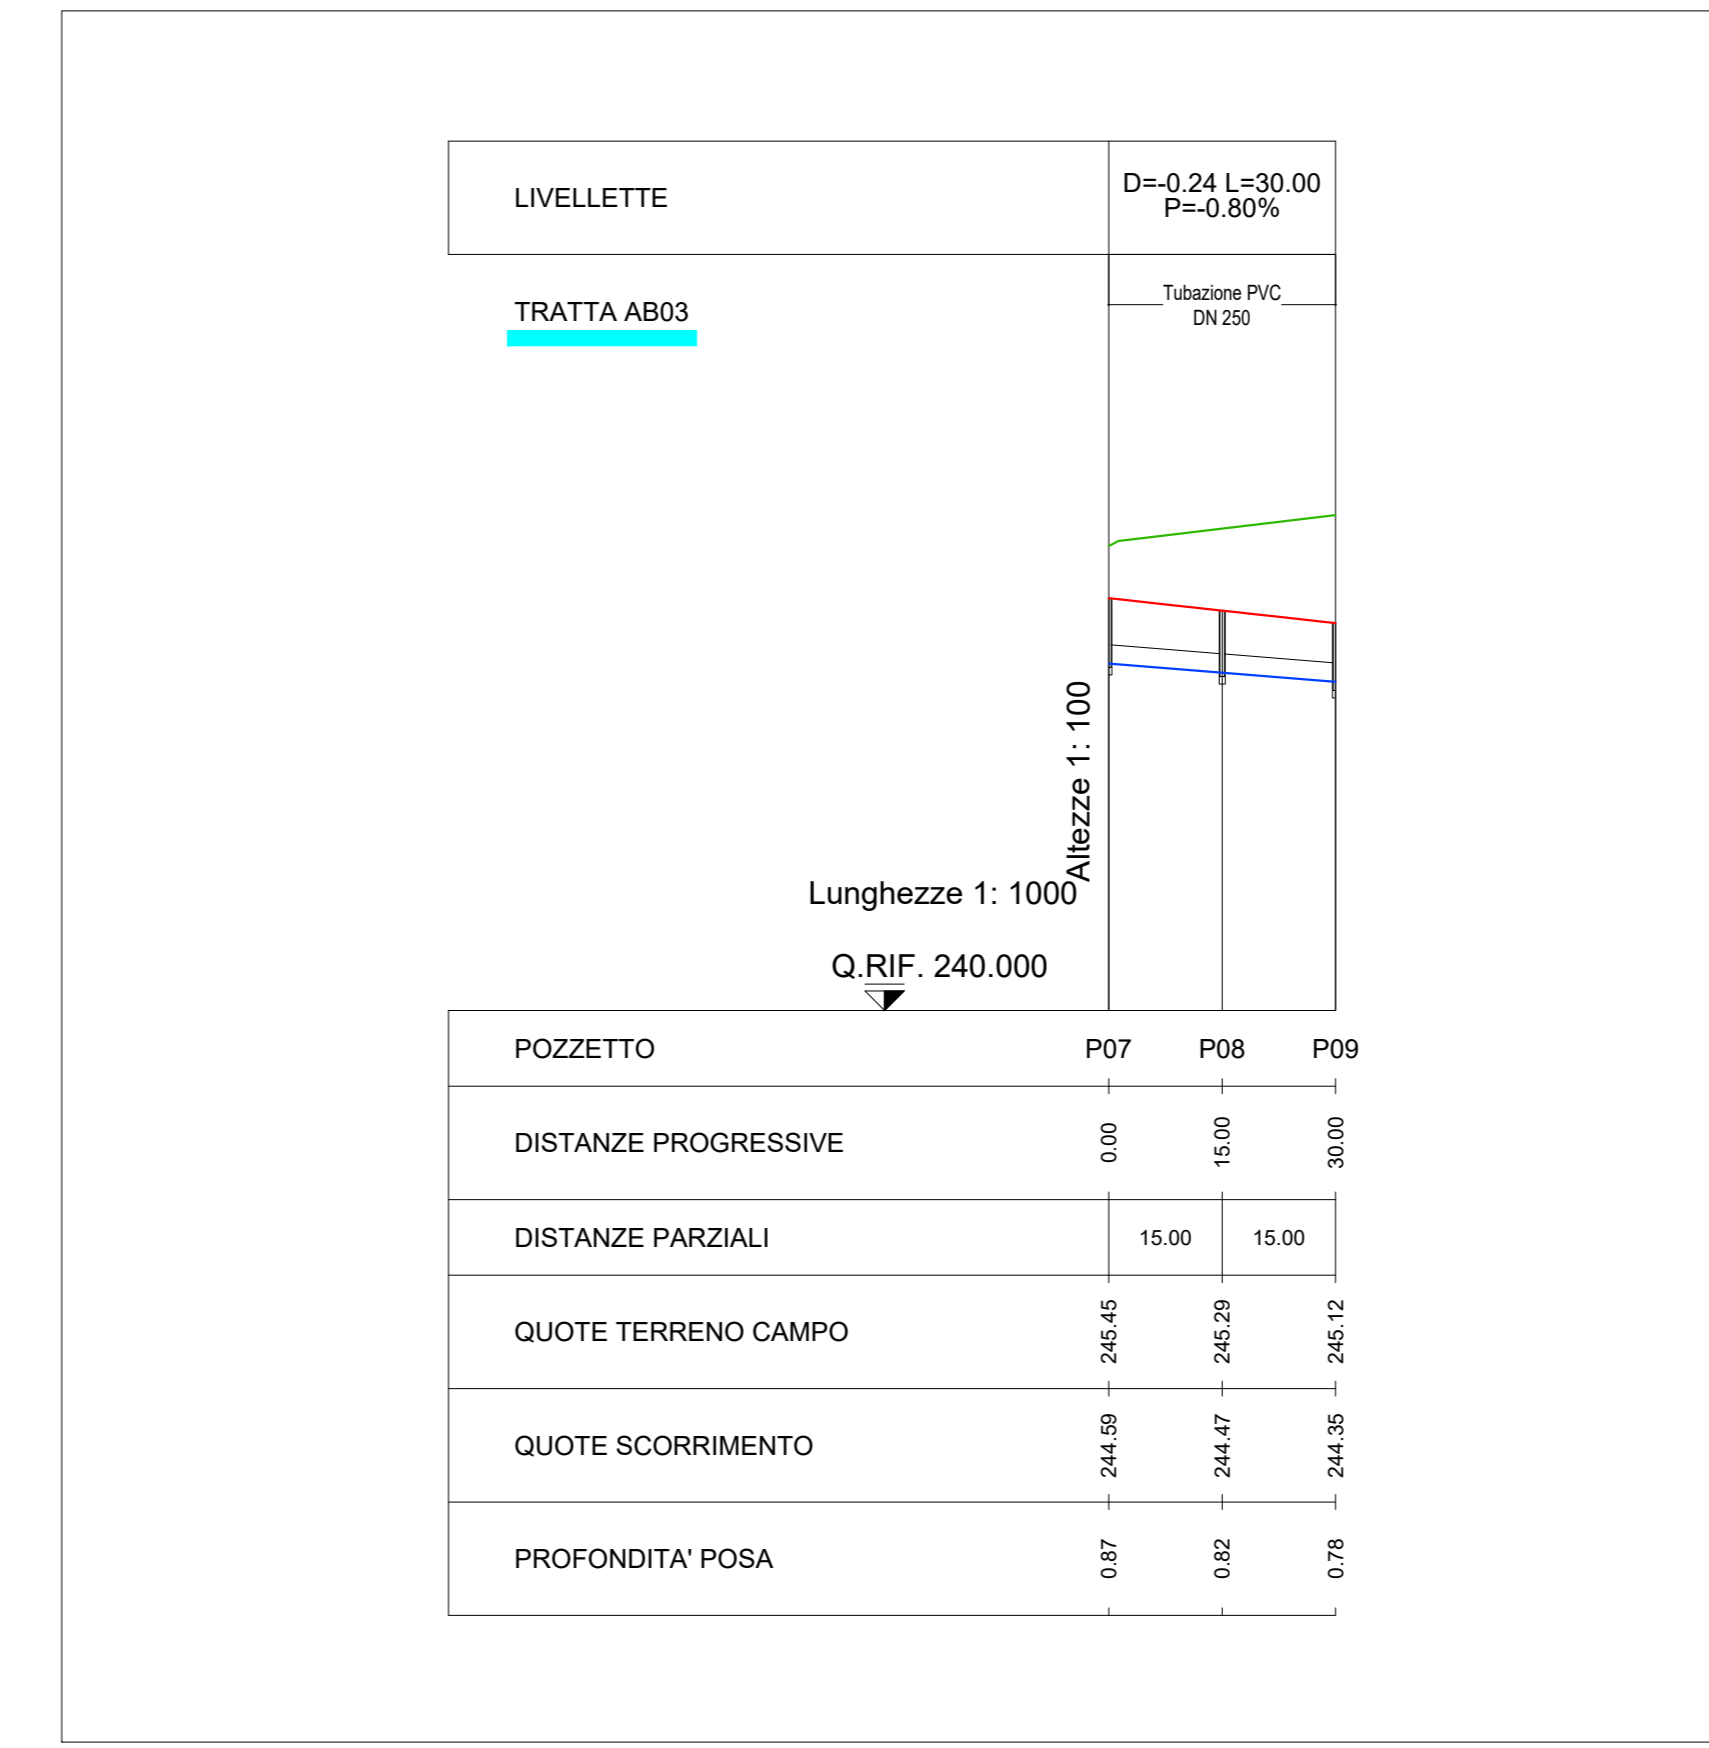 LIVELLETTE
D=-0.24 L=30.00
P=-0.80%
TRATTA AB03
Tubazione PVC
DN 250
Altezze 1: 100
Lunghezze 1: 1000
Q.RIF. 240.000
POZZETTO P07 P08 P09
DISTANZE PROGRESSIVE 0.00 15.00 30.00
DISTANZE PARZIALI 15.00 15.00
QUOTE TERRENO CAMPO 245.45 245.29 245.12
QUOTE SCORRIMENTO 244.59 244.47 244.35
PROFONDITA' POSA 0.87 0.82 0.78